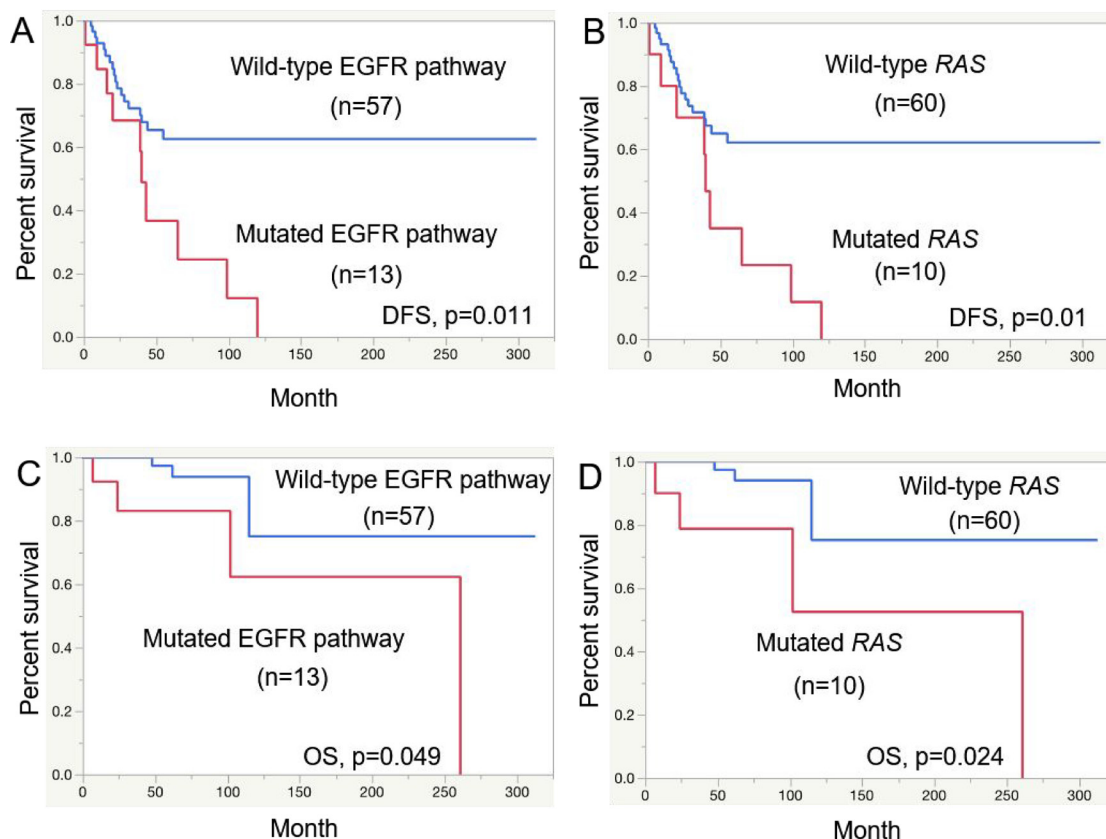 A
Percent survival
1.0
0.8
0.6
0.4
0.2
0.0
Wild-type EGFR pathway
(n=57)
Mutated EGFR pathway
(n=13)
DFS, p=0.011
0 50 100 150 200 250 300
Month
B
Percent survival
1.0
0.8
0.6
0.4
0.2
0.0
Wild-type RAS
(n=60)
Mutated RAS
(n=10)
DFS, p=0.01
0 50 100 150 200 250 300
Month
C
Percent survival
1.0
0.8
0.6
0.4
0.2
0.0
Wild-type EGFR pathway
(n=57)
Mutated EGFR pathway
(n=13)
OS, p=0.049
0 50 100 150 200 250 300
Month
D
Percent survival
1.0
0.8
0.6
0.4
0.2
0.0
Wild-type RAS
(n=60)
Mutated RAS
(n=10)
OS, p=0.024
0 50 100 150 200 250 300
Month